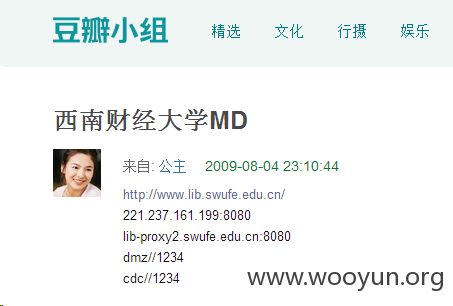 豆瓣小组 精选 文化 行摄 娱乐
西南财经大学MD
来自: 公主 2009-08-04 23:10:44
http://www.lib.swufe.edu.cn/
221.237.161.199:8080
lib-proxy2.swufe.edu.cn:8080
dmz//1234
cdc//1234
www.wooyun.org